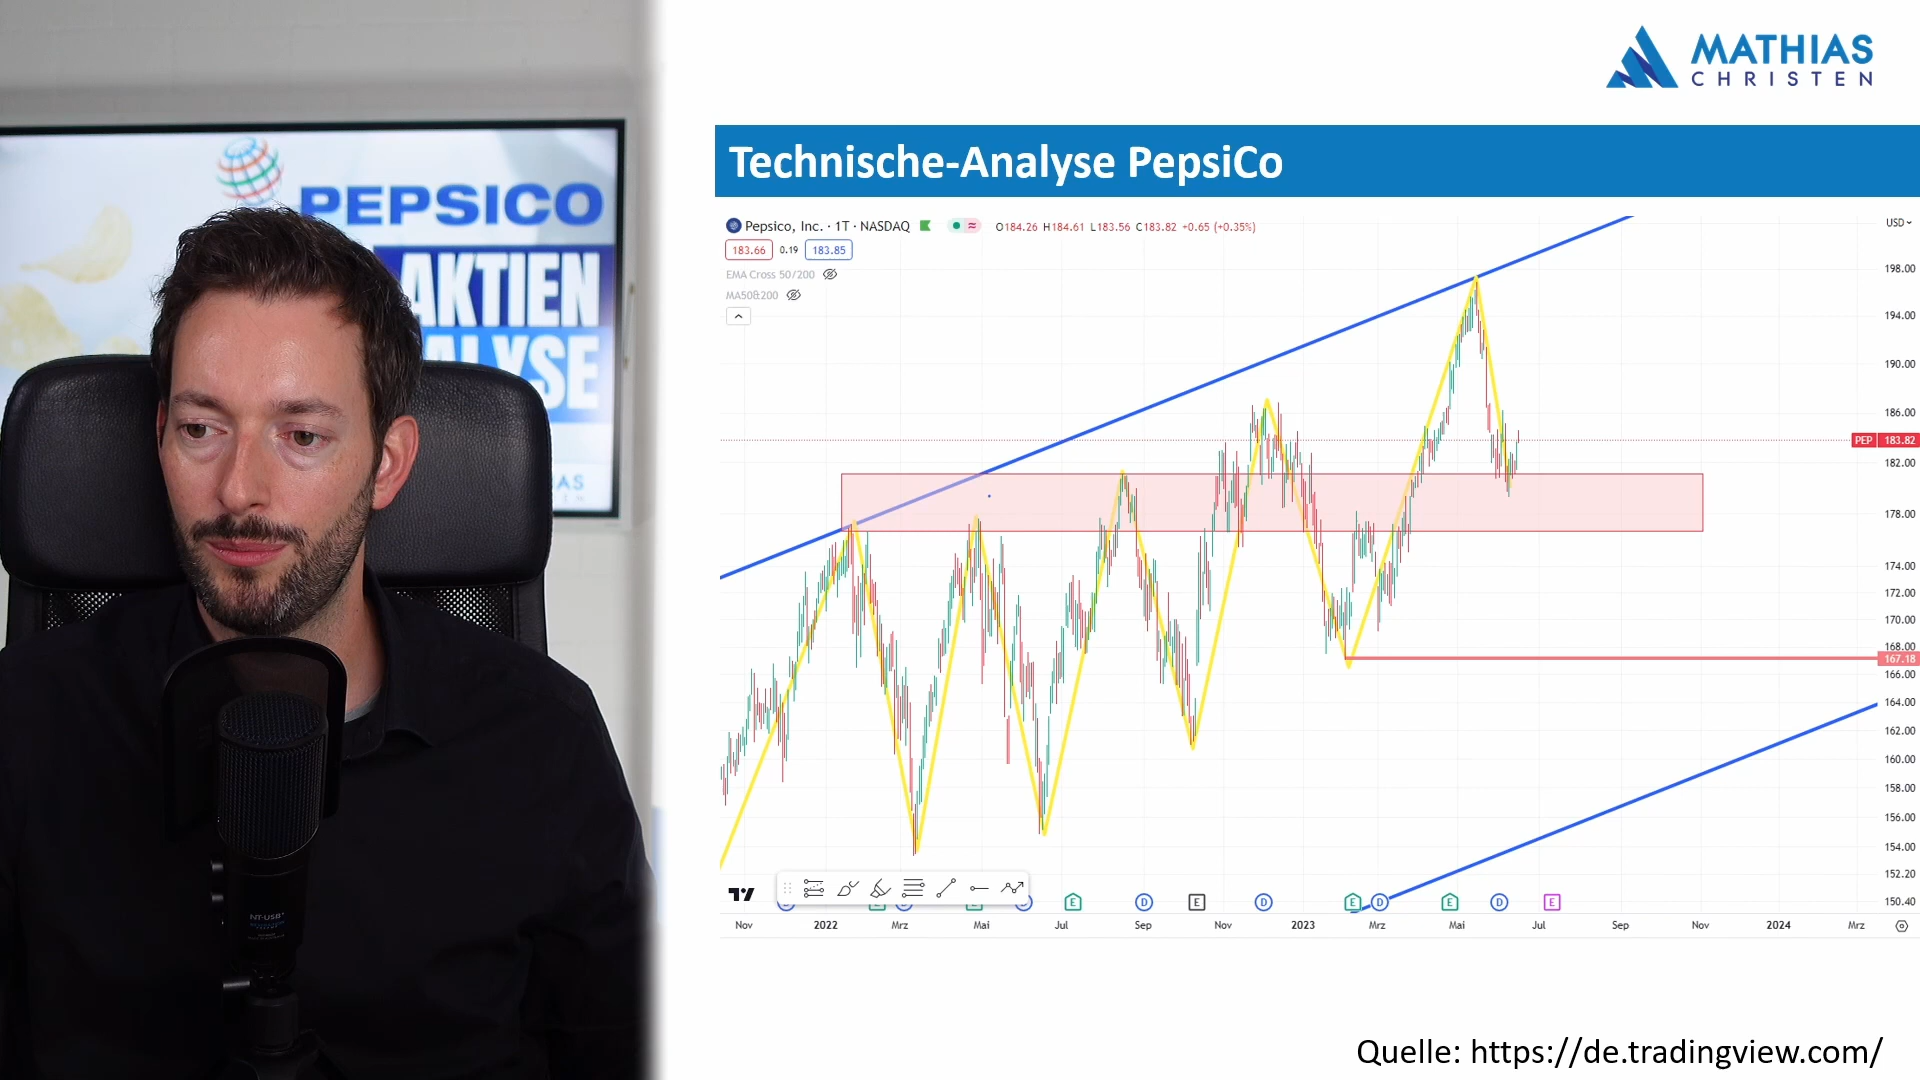 MATHIAS
CHRISTEN
PEPSICO
AKTIEN
Technische-Analyse PepsiCo
Pepsico, Inc. · 1T · NASDAQ
O184.26 H184.61 L183.56 C183.82 +0.65 (+0.35%)
183.66 0.19 183.85
EMA Cross 50/200
MA50&200
USD
198.00
194.00
190.00
186.00
PEP 183.82
182.00
178.00
174.00
172.00
170.00
168.00
167.18
166.00
164.00
162.00
160.00
158.00
156.00
154.00
152.20
150.40
E D E D E D E D E
Nov 2022 Mrz Mai Jul Sep Nov 2023 Mrz Mai Jul Sep Nov 2024 Mrz
NT-USB+
Quelle: https://de.tradingview.com/